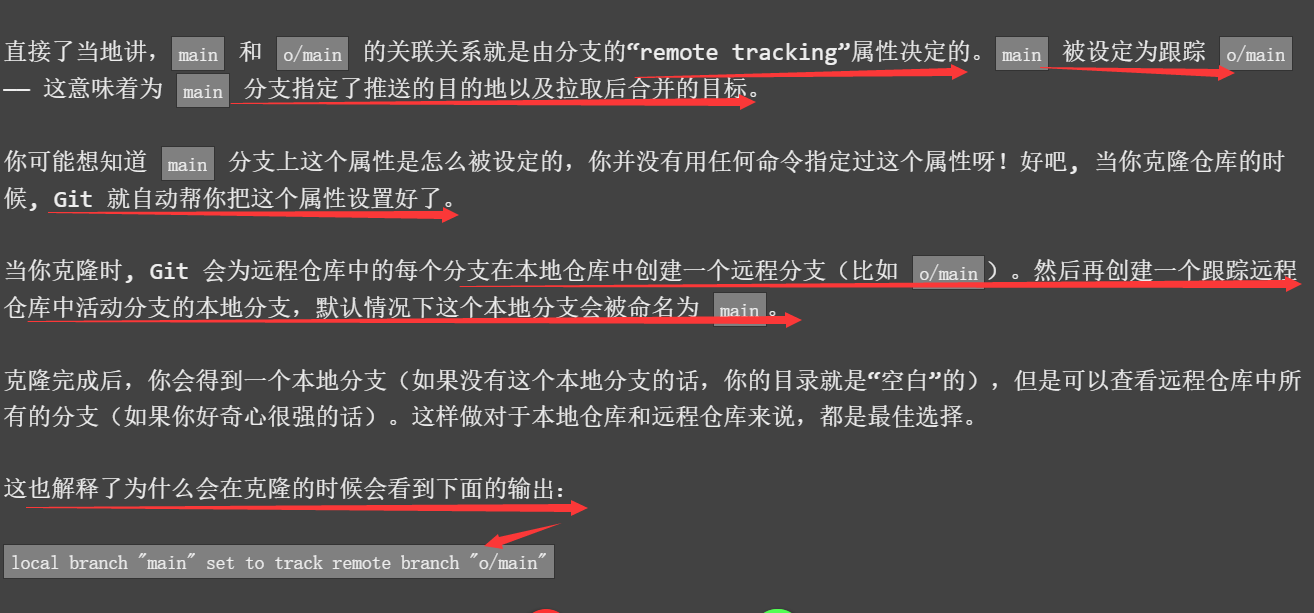 直接了当地讲，main 和 o/main 的关联关系就是由分支的“remote tracking”属性决定的。main 被设定为跟踪 o/main
—— 这意味着为 main 分支指定了推送的目的地以及拉取后合并的目标。
你可能想知道 main 分支上这个属性是怎么被设定的，你并没有用任何命令指定过这个属性呀！好吧, 当你克隆仓库的时
候, Git 就自动帮你把这个属性设置好了。
当你克隆时, Git 会为远程仓库中的每个分支在本地仓库中创建一个远程分支（比如 o/main）。然后再创建一个跟踪远程
仓库中活动分支的本地分支，默认情况下这个本地分支会被命名为 main。
克隆完成后，你会得到一个本地分支（如果没有这个本地分支的话，你的目录就是“空白”的），但是可以查看远程仓库中所
有的分支（如果你好奇心很强的话）。这样做对于本地仓库和远程仓库来说，都是最佳选择。
这也解释了为什么会在克隆的时候会看到下面的输出：
local branch "main" set to track remote branch "o/main"